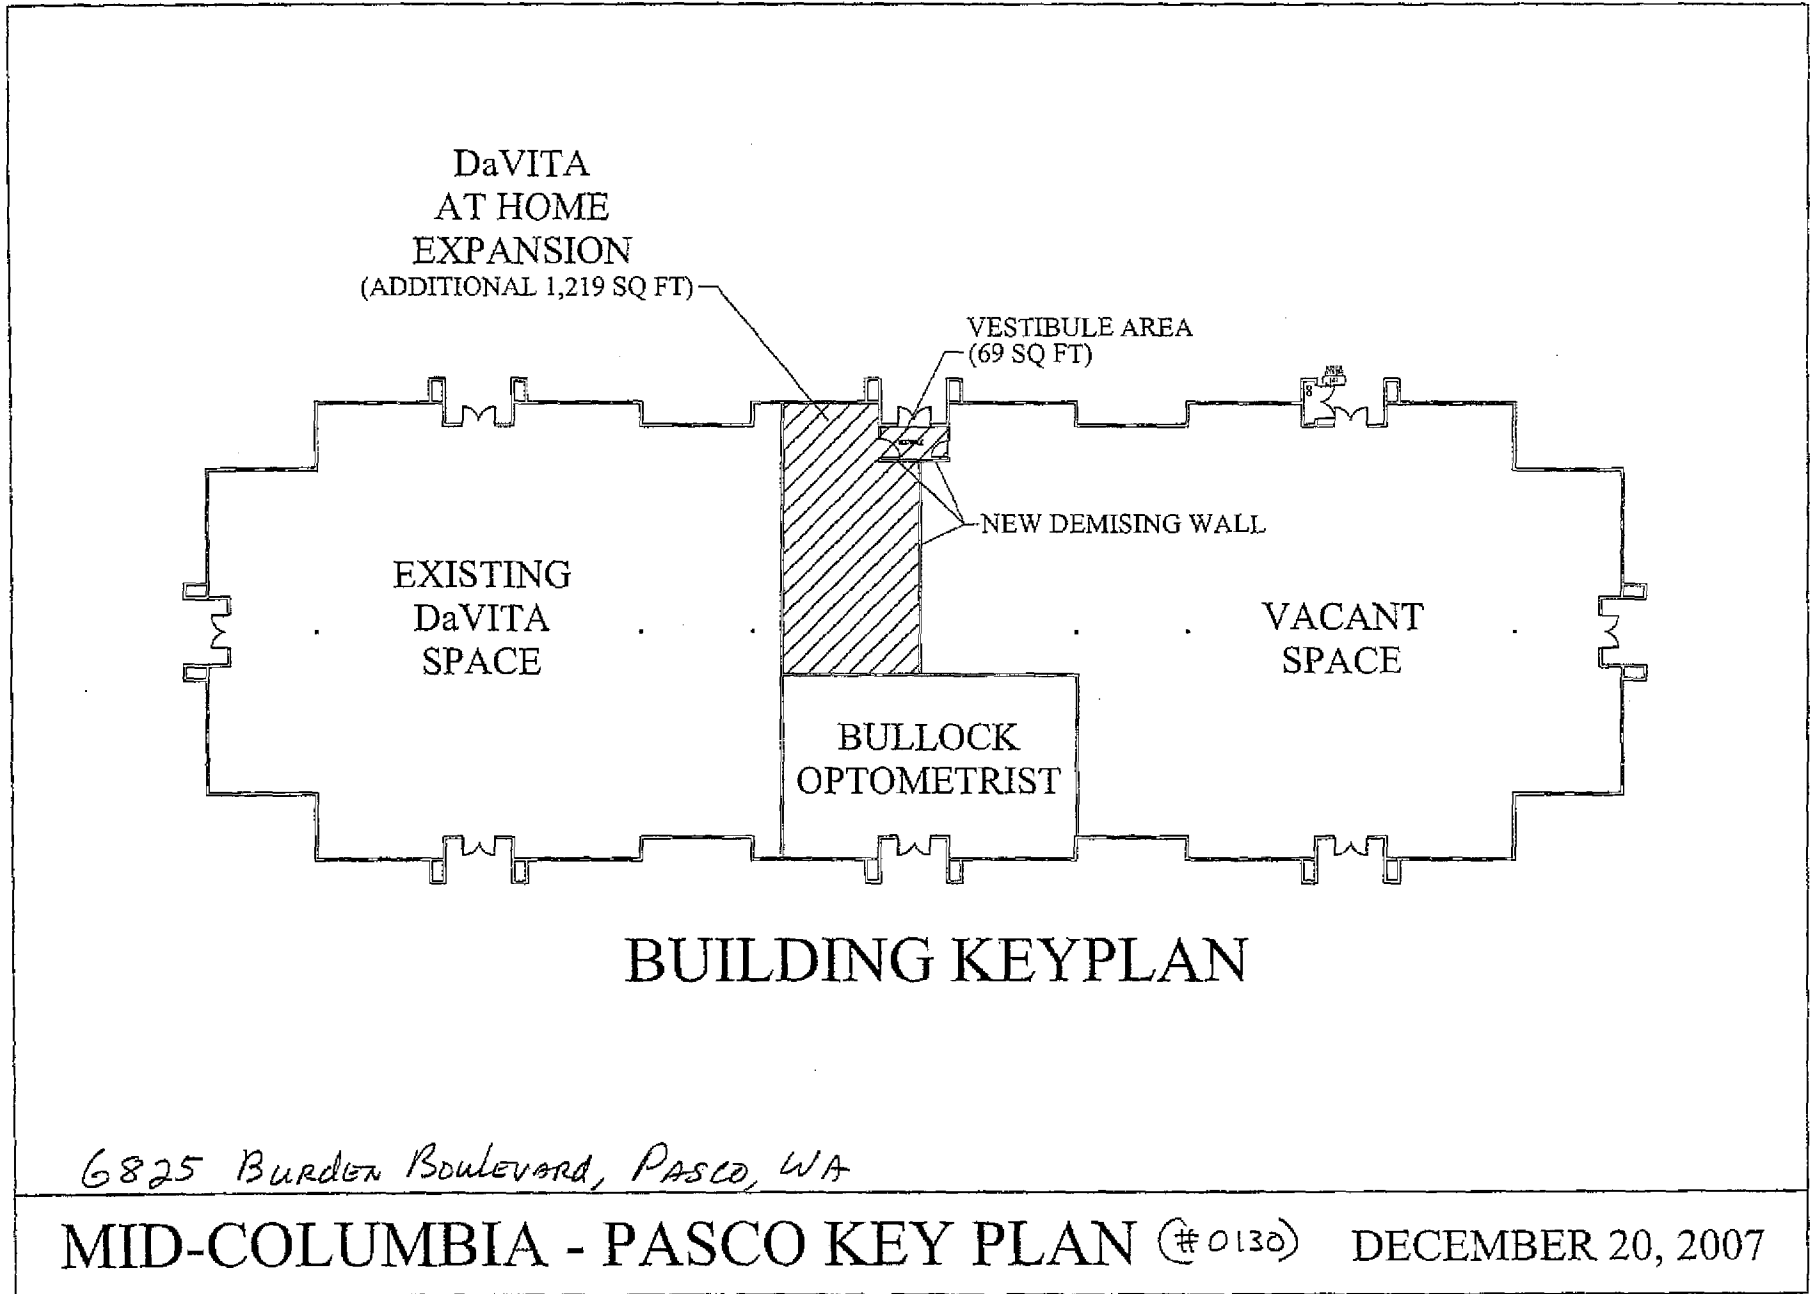 DaVITA
AT HOME
EXPANSION
(ADDITIONAL 1,219 SQ FT)
VESTIBULE AREA
(69 SQ FT)
NEW DEMISING WALL
EXISTING
DaVITA
SPACE
VACANT
SPACE
BULLOCK
OPTOMETRIST
BUILDING KEYPLAN
6825 BURDEN BOULEVARD, PASCO, WA
MID-COLUMBIA - PASCO KEY PLAN (#0130) DECEMBER 20, 2007